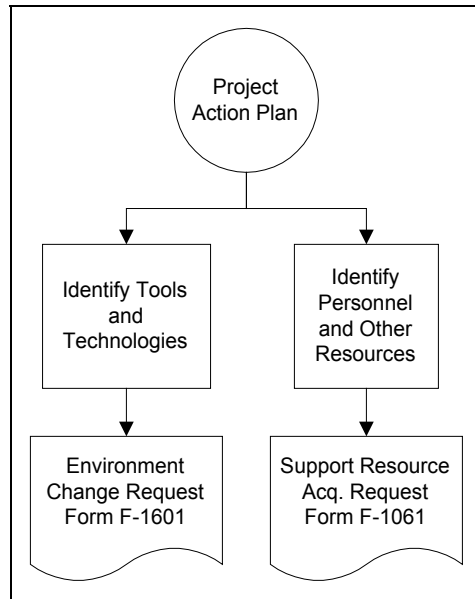 Project
Action Plan
Identify Tools
and
Technologies
Identify
Personnel
and Other
Resources
Environment
Change Request
Form F-1601
Support Resource
Acq. Request
Form F-1061